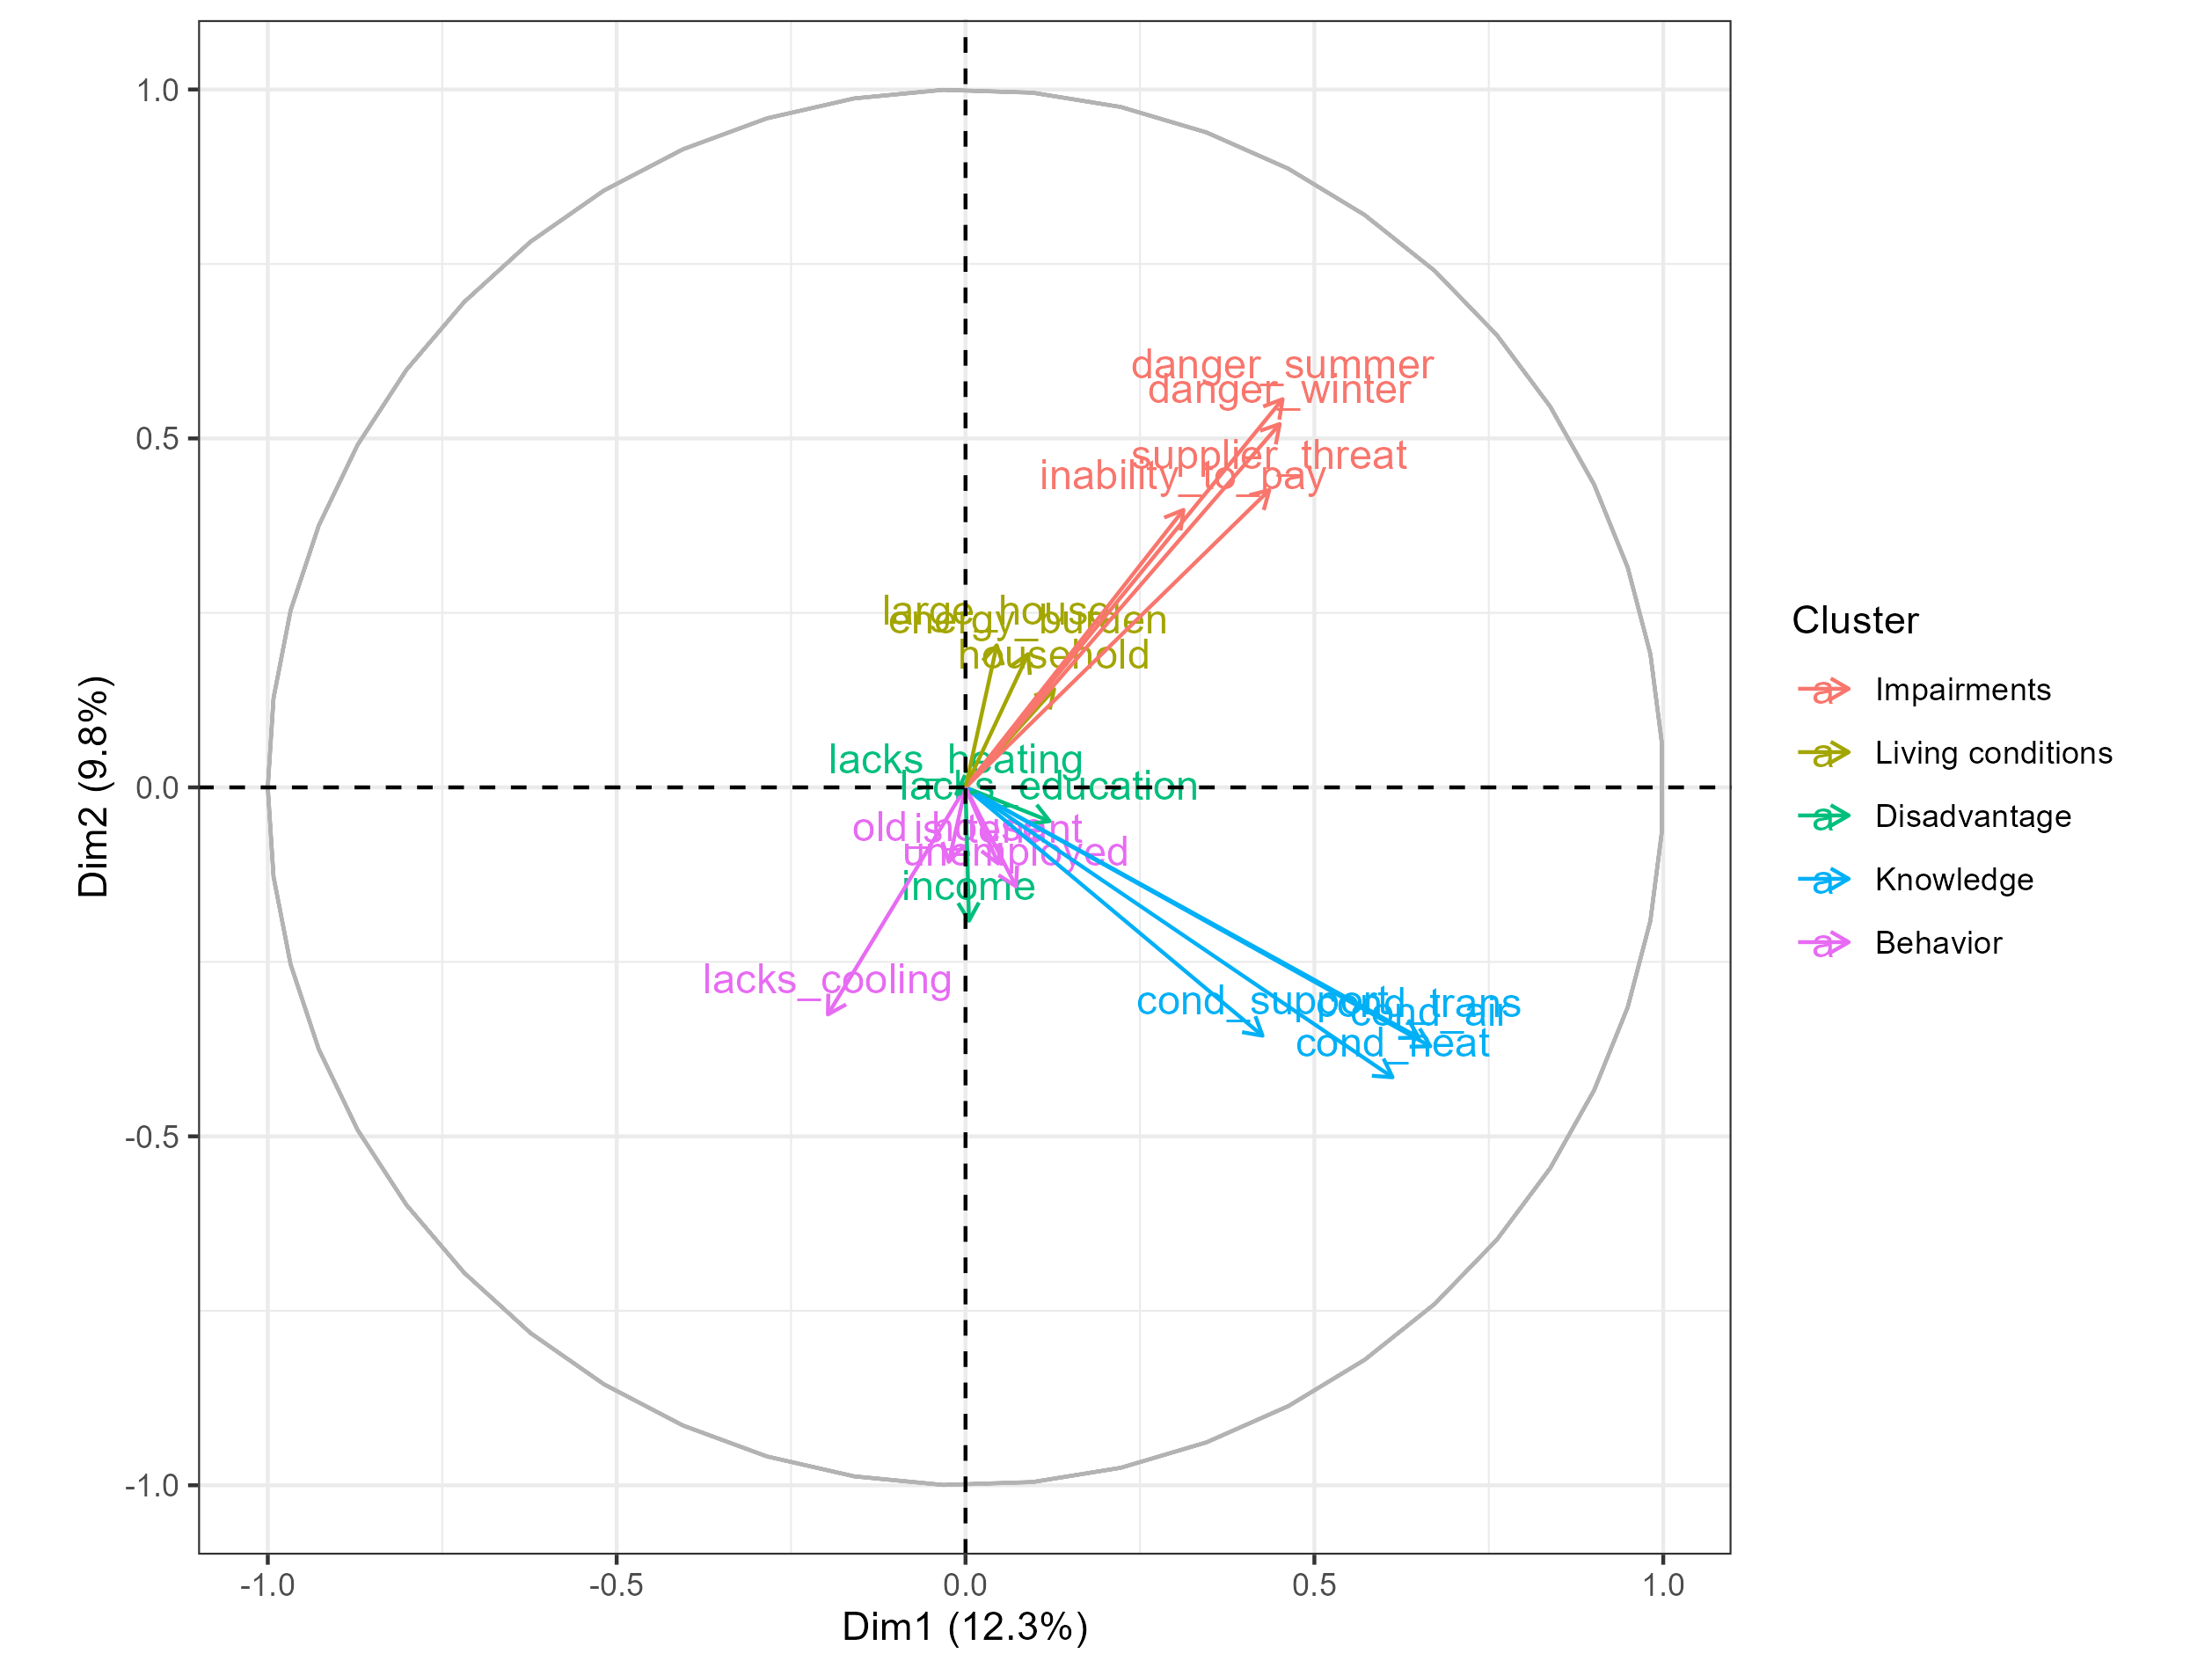 danger_summer
danger_winter
supplier_threat
inability_to_pay
large_house
energy_burden
household
lacks_heating
lacks_education
old_house
is_tenant
unemployed
income
lacks_cooling
cond_support
cond_trans
cond_air
cond_heat
1.0
0.5
0.0
-0.5
-1.0
Dim2 (9.8%)
-1.0
-0.5
0.0
0.5
1.0
Dim1 (12.3%)
Cluster
a Impairments
a Living conditions
a Disadvantage
a Knowledge
a Behavior